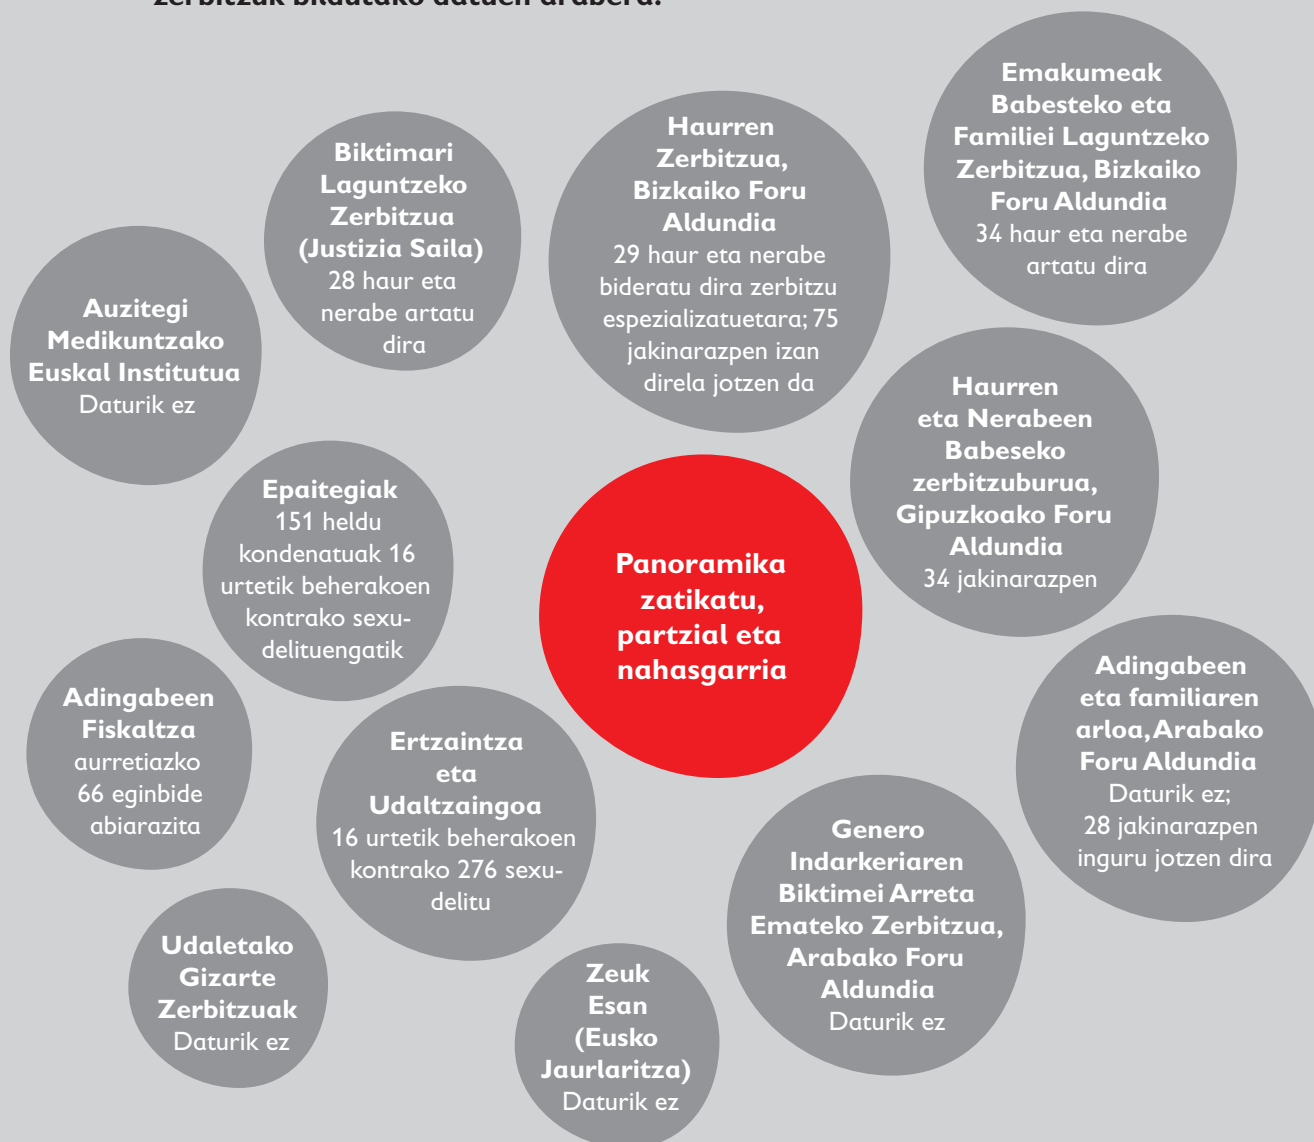 zerbitzuk bildutako datuen arabera:
Emakumeak
Babesteko eta
Familiei Laguntzeko
Zerbitzua, Bizkaiko
Foru Aldundia
34 haur eta nerabe
artatu dira
Haurren
Zerbitzua,
Bizkaiko Foru
Aldundia
29 haur eta nerabe
bideratu dira zerbitzu
espezializatuetara; 75
jakinarazpen izan
direla jotzen da
Biktimari
Laguntzeko
Zerbitzua
(Justizia Saila)
28 haur eta
nerabe artatu
dira
Auzitegi
Medikuntzako
Euskal Institutua
Daturik ez
Haurren
eta Nerabeen
Babeseko
zerbitzuburua,
Gipuzkoako Foru
Aldundia
34 jakinarazpen
Epaitegiak
151 heldu
kondenatuak 16
urtetik beherakoen
kontrako sexu-
delituengatik
Panoramika
zatikatu,
partzial eta
nahasgarria
Adingabeen
Fiskaltza
aurretiazko
66 eginbide
abiarazita
Ertzaintza
eta
Udaltzaingoa
16 urtetik beherakoen
kontrako 276 sexu-
delitu
Adingabeen
eta familiaren
arloa, Arabako
Foru Aldundia
Daturik ez;
28 jakinarazpen
inguru jotzen dira
Genero
Indarkeriaren
Biktimei Arreta
Emateko Zerbitzua,
Arabako Foru
Aldundia
Daturik ez
Udaletako
Gizarte
Zerbitzuak
Daturik ez
Zeuk
Esan
(Eusko
Jaurlaritza)
Daturik ez